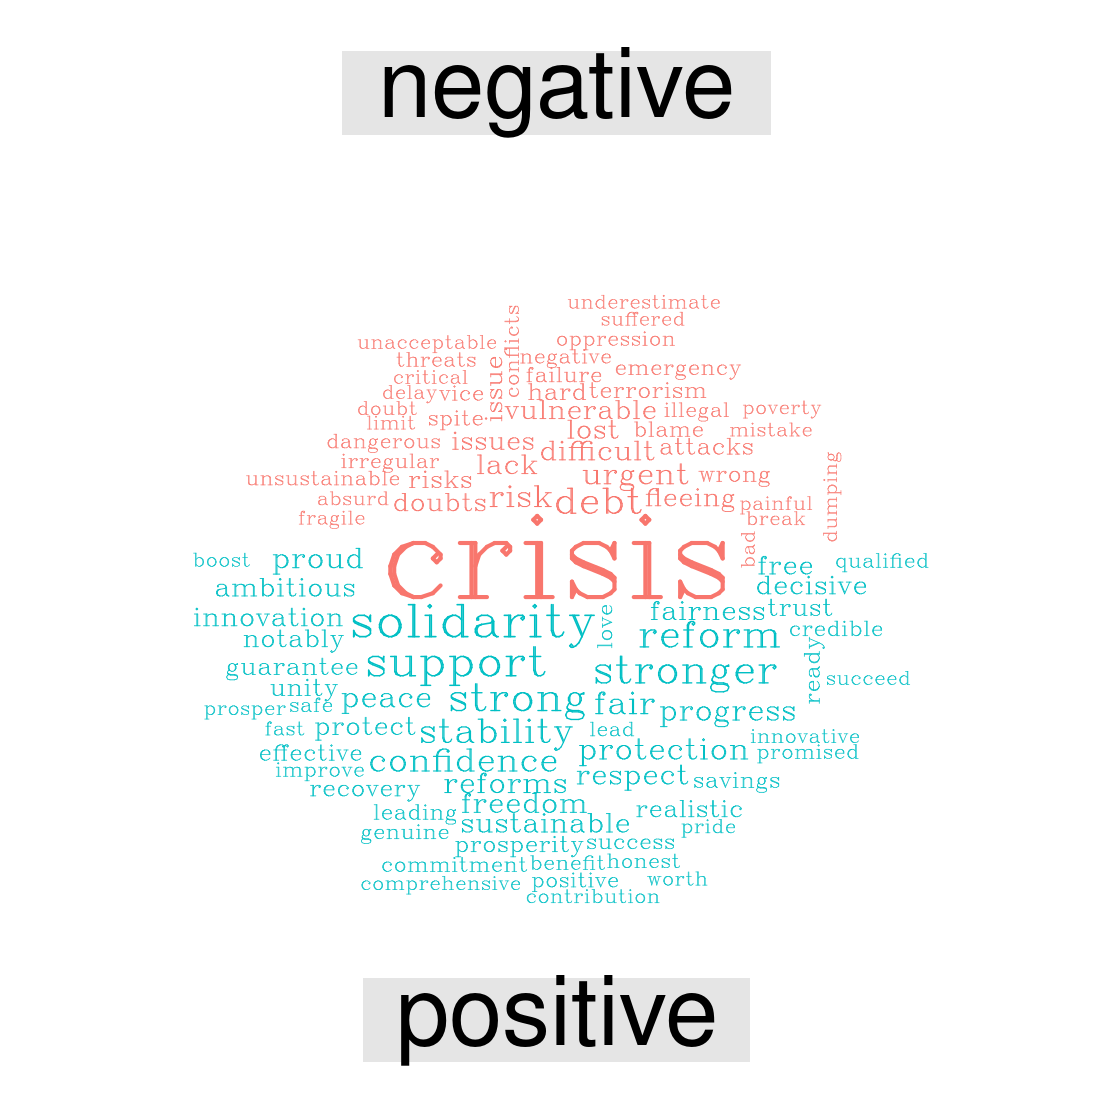 negative
underestimate
suffered
conflicts
oppression
unacceptable
negative
threats
issue
emergency
failure
critical
hard
terrorism
delay
vice
vulnerable
illegal
poverty
doubt
spite
limit
lost
blame
mistake
dangerous
issues
difficult
attacks
irregular
lack
urgent
wrong
unsustainable
risks
dumping
absurd
doubts
risk
debt
fleeing
painful
fragile
break
bad
crisis
boost
proud
free
qualified
ambitious
decisive
innovation
solidarity
love
fairness
trust
notably
reform
credible
guarantee
support
stronger
ready
succeed
unity
prosper
safe
peace
strong
fair
progress
fast
protect
stability
lead
innovative
effective
confidence
protection
promised
improve
recovery
reforms
respect
savings
leading
freedom
realistic
genuine
sustainable
pride
prosperity
success
commitment
benefit
honest
comprehensive
positive
worth
contribution
positive